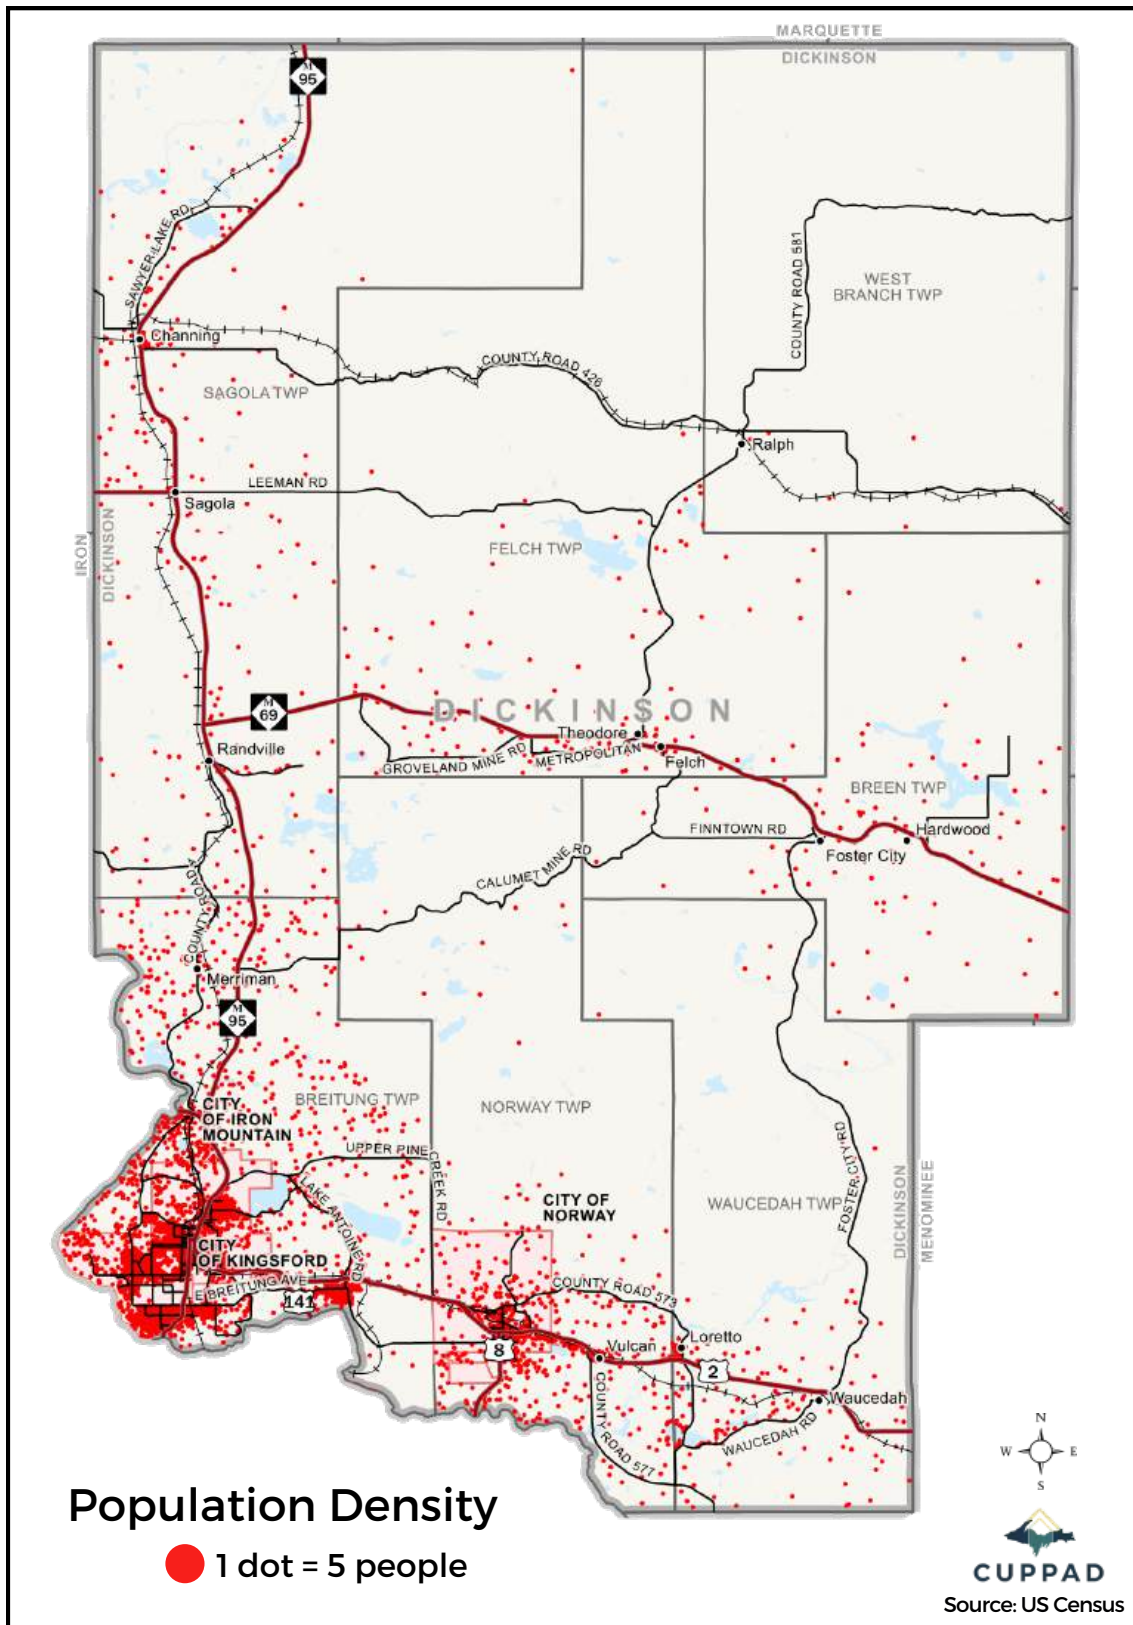 MARQUETTE
DICKINSON
M
95
SAWYER LAKE RD
COUNTY ROAD 581
WEST
BRANCH TWP
Channing
COUNTY ROAD 426
SAGOLA TWP
Ralph
LEEMAN RD
Sagola
IRON
DICKINSON
FELCH TWP
M
69
DICKINSON
Theodore
Randville
GROVELAND MINE RD
METROPOLITAN
Felch
BREEN TWP
FINNTOWN RD
Hardwood
Foster City
CALUMET MINE RD
COUNTY ROAD A
Merriman
M
95
CITY
OF IRON
MOUNTAIN
BREITUNG TWP
NORWAY TWP
UPPER PINE
CREEK RD
LAKE ANTOINE RD
CITY OF
NORWAY
WAUCEDAH TWP
FOSTER CITY RD
DICKINSON
MENOMINEE
CITY
OF KINGSFORD
E BREITUNG AVE
141
COUNTY ROAD 573
8
Vulcan
Loretto
2
Waucedah
COUNTY ROAD 577
WAUCEDAH RD
N
W E
S
Population Density
1 dot = 5 people
CUPPAD
Source: US Census